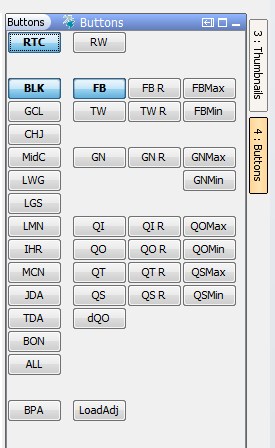 Buttons Buttons
RTC RW
BLK FB FB R FBMax
GCL TW TW R FBMin
CHJ
MidC GN GN R GNMax
LWG GNMin
LGS
LMN QI QI R QOMax
IHR QO QO R QOMin
MCN QT QT R QSMax
JDA QS QS R QSMin
TDA dQO
BON
ALL
BPA LoadAdj
3 : Thumbnails
4 : Buttons